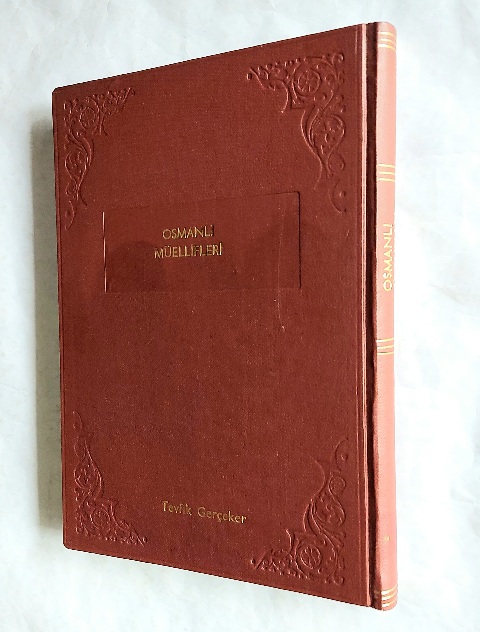 OSMANLI
MÜELLİFLERİ
Tevfik Gerçeker
OSMANLI